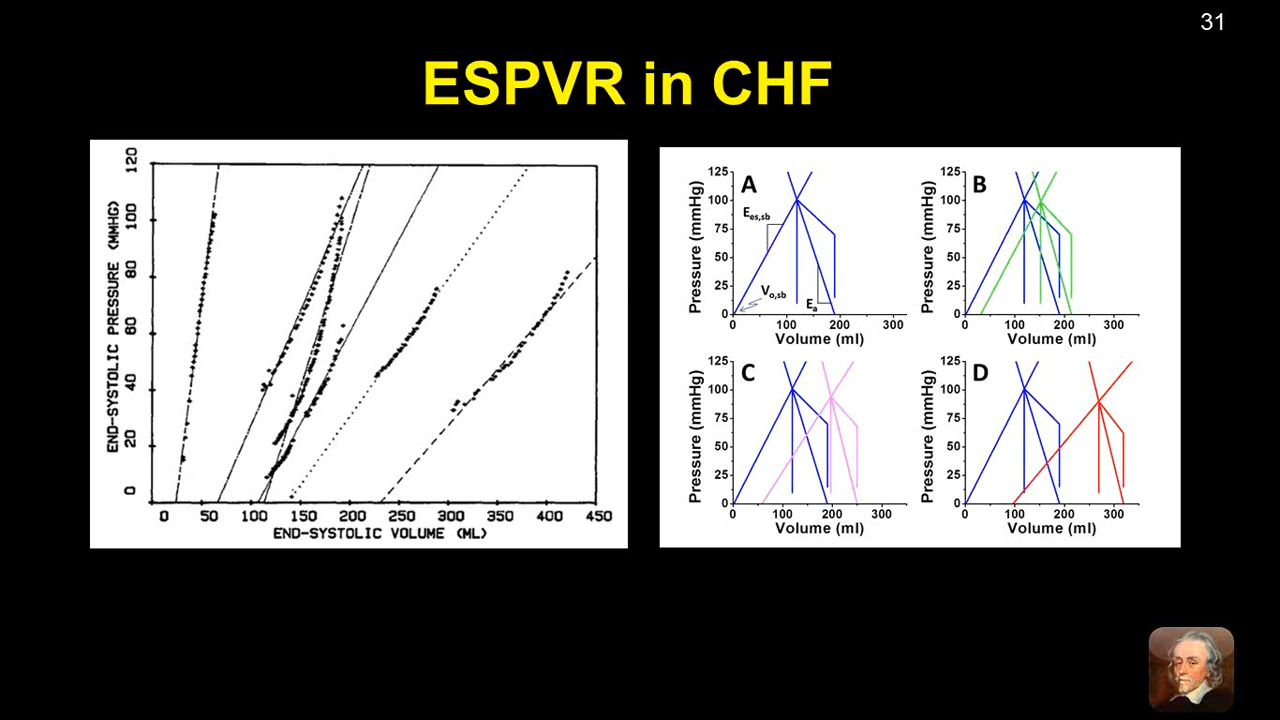 31
ESPVR in CHF
END-SYSTOLIC PRESSURE (MMHG)
120
100
80
60
40
20
0
0 50 100 150 200 250 300 350 400 450
END-SYSTOLIC VOLUME (ML)
A
Pressure (mmHg)
125
100
75
50
25
0
Ees,sb
Vo,sb
Ea
0 100 200 300
Volume (ml)
B
Pressure (mmHg)
125
100
75
50
25
0
0 100 200 300
Volume (ml)
C
Pressure (mmHg)
125
100
75
50
25
0
0 100 200 300
Volume (ml)
D
Pressure (mmHg)
125
100
75
50
25
0
0 100 200 300
Volume (ml)